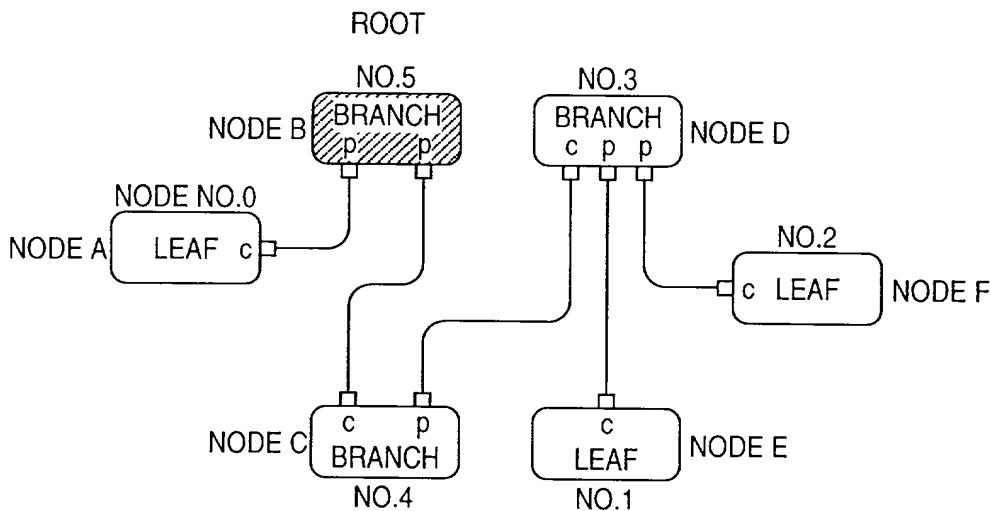 ROOT
NO.5
NODE B
BRANCH
p p
NO.3
BRANCH
c p p
NODE D
NODE NO.0
NODE A
LEAF c
NO.2
c LEAF
NODE F
NODE C
c p
BRANCH
NO.4
c
LEAF
NODE E
NO.1